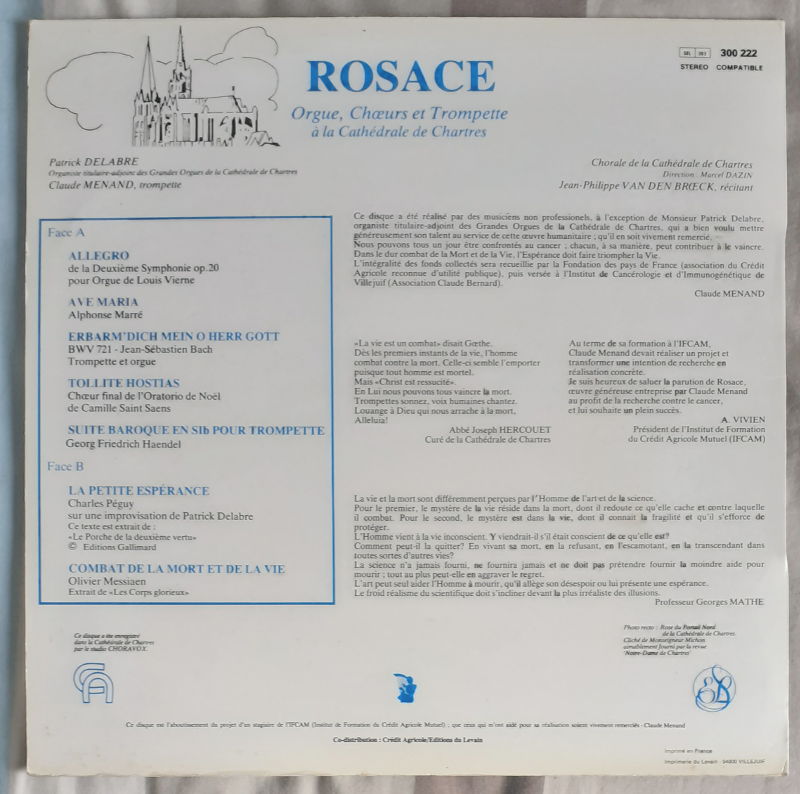 ROSACE
Orgue, Chœurs et Trompette
à la Cathédrale de Chartres
300 222
STEREO COMPATIBLE
Patrick DELABRE
Organiste titulaire-adjoint des Grandes Orgues de la Cathédrale de Chartres
Claude MENAND, trompette
Chorale de la Cathédrale de Chartres
Direction : Marcel DAZIN
Jean-Philippe VAN DEN BRŒCK, récitant
Face A
ALLEGRO
de la Deuxième Symphonie op.20
pour Orgue de Louis Vierne
AVE MARIA
Alphonse Marré
ERBARM'DICH MEIN O HERR GOTT
BWV 721 - Jean-Sébastien Bach
Trompette et orgue
TOLLITE HOSTIAS
Chœur final de l'Oratorio de Noël
de Camille Saint Saens
SUITE BAROQUE EN SIb POUR TROMPETTE
Georg Friedrich Haendel
Face B
LA PETITE ESPÉRANCE
Charles Péguy
sur une improvisation de Patrick Delabre
Ce texte est extrait de :
«Le Porche de la deuxième vertu»
© Editions Gallimard
COMBAT DE LA MORT ET DE LA VIE
Olivier Messiaen
Extrait de «Les Corps glorieux»
Ce disque a été réalisé par des musiciens non professionels, à l'exception de Monsieur Patrick Delabre,
organiste titulaire-adjoint des Grandes Orgues de la Cathédrale de Chartres, qui a bien voulu mettre
généreusement son talent au service de cette œuvre humanitaire ; qu'il en soit vivement remercié.
Nous pouvons tous un jour être confrontés au cancer ; chacun, à sa manière, peut contribuer à le vaincre.
Dans le dur combat de la Mort et de la Vie, l'Espérance doit faire triompher la Vie.
L'intégralité des fonds collectés sera recueillie par la Fondation des pays de France (association du Crédit
Agricole reconnue d'utilité publique), puis versée à l'Institut de Cancérologie et d'Immunogénétique de
Villejuif (Association Claude Bernard).
Claude MENAND
«La vie est un combat» disait Gœthe.
Dès les premiers instants de la vie, l'homme
combat contre la mort. Celle-ci semble l'emporter
puisque tout homme est mortel.
Mais «Christ est ressucité».
En Lui nous pouvons tous vaincre la mort.
Trompettes sonnez, voix humaines chantez.
Louange à Dieu qui nous arrache à la mort,
Alleluia!
Abbé Joseph HERCOUET
Curé de la Cathédrale de Chartres
Au terme de sa formation à l'IFCAM,
Claude Menand devait réaliser un projet et
transformer une intention de recherche en
réalisation concrète.
Je suis heureux de saluer la parution de Rosace,
œuvre généreuse entreprise par Claude Menand
au profit de la recherche contre le cancer,
et lui souhaite un plein succès.
A. VIVIEN
Président de l'Institut de Formation
du Crédit Agricole Mutuel (IFCAM)
La vie et la mort sont différemment perçues par l'Homme de l'art et de la science.
Pour le premier, le mystère de la vie réside dans la mort, dont il redoute ce qu'elle cache et contre laquelle
il combat. Pour le second, le mystère est dans la vie, dont il connait la fragilité et qu'il s'efforce de
protéger.
L'Homme vient à la vie inconscient. Y viendrait-il s'il était conscient de ce qu'elle est?
Comment peut-il la quitter? En vivant sa mort, en la refusant, en l'escamotant, en la transcendant dans
toutes sortes d'autres vies?
La science n'a jamais fourni, ne fournira jamais et ne doit pas prétendre fournir la moindre aide pour
mourir ; tout au plus peut-elle en aggraver le regret.
L'art peut seul aider l'Homme à mourir, qu'il allège son désespoir ou lui présente une espérance.
Le froid réalisme du scientifique doit s'incliner devant la plus irréaliste des illusions.
Professeur Georges MATHE
Ce disque a été enregistré
dans la Cathédrale de Chartres
par le studio CHORAVOX.
Photo recto : Rose du Portail Nord
de la Cathédrale de Chartres.
Cliché de Monseigneur Michon
aimablement fourni par la revue
'Notre-Dame de Chartres'
Ce disque est l'aboutissement du projet d'un stagiaire de l'IFCAM (Institut de Formation du Crédit Agricole Mutuel) ; que ceux qui m'ont aidé pour sa réalisation soient vivement remerciés - Claude Menand
Co-distribution : Crédit Agricole/Editions du Levain
Imprimé en France
Imprimerie du Levain - 94800 VILLEJUIF